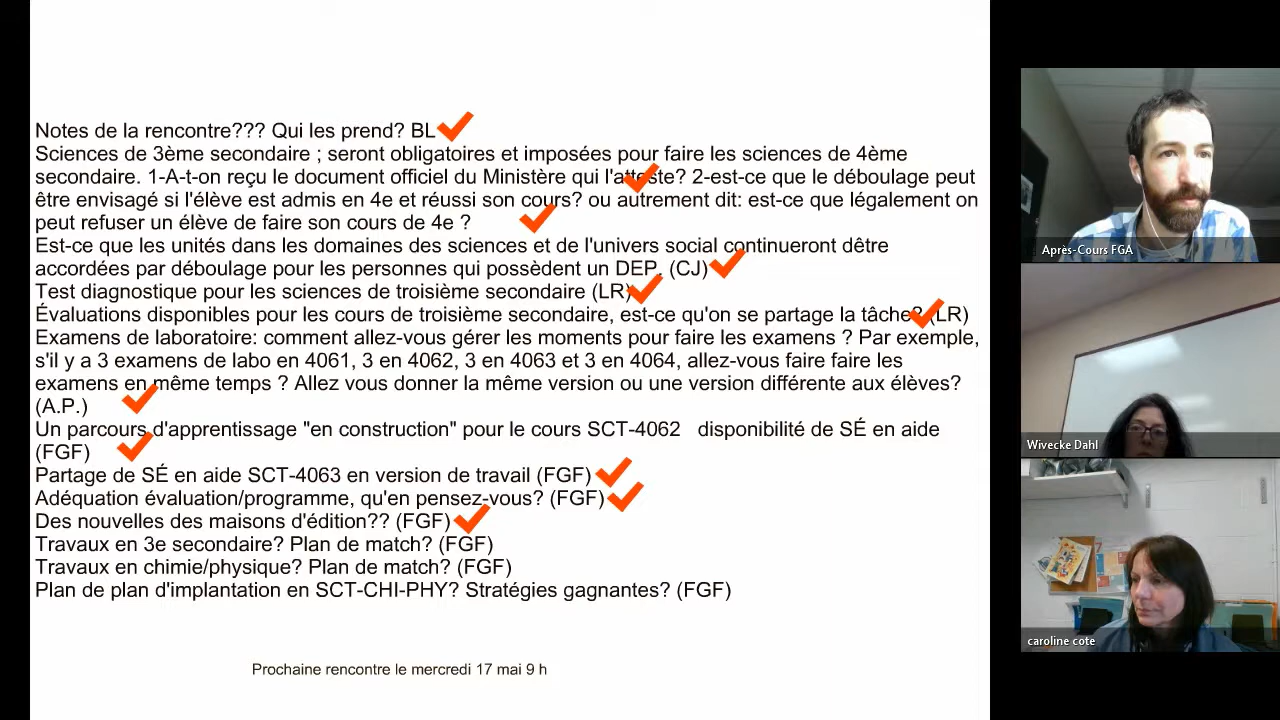 Notes de la rencontre??? Qui les prend? BL
Sciences de 3ème secondaire ; seront obligatoires et imposées pour faire les sciences de 4ème
secondaire. 1-A-t-on reçu le document officiel du Ministère qui l'atteste? 2-est-ce que le déboulage peut
être envisagé si l'élève est admis en 4e et réussi son cours? ou autrement dit: est-ce que légalement on
peut refuser un élève de faire son cours de 4e ?
Est-ce que les unités dans les domaines des sciences et de l'univers social continueront dêtre
accordées par déboulage pour les personnes qui possèdent un DEP. (CJ)
Test diagnostique pour les sciences de troisième secondaire (LR)
Évaluations disponibles pour les cours de troisième secondaire, est-ce qu'on se partage la tâche? (LR)
Examens de laboratoire: comment allez-vous gérer les moments pour faire les examens ? Par exemple,
s'il y a 3 examens de labo en 4061, 3 en 4062, 3 en 4063 et 3 en 4064, allez-vous faire faire les
examens en même temps ? Allez vous donner la même version ou une version différente aux élèves?
(A.P.)
Un parcours d'apprentissage "en construction" pour le cours SCT-4062 disponibilité de SÉ en aide
(FGF)
Partage de SÉ en aide SCT-4063 en version de travail (FGF)
Adéquation évaluation/programme, qu'en pensez-vous? (FGF)
Des nouvelles des maisons d'édition?? (FGF)
Travaux en 3e secondaire? Plan de match? (FGF)
Travaux en chimie/physique? Plan de match? (FGF)
Plan de plan d'implantation en SCT-CHI-PHY? Stratégies gagnantes? (FGF)
Prochaine rencontre le mercredi 17 mai 9 h
Après-Cours FGA
Wivecke Dahl
caroline cote